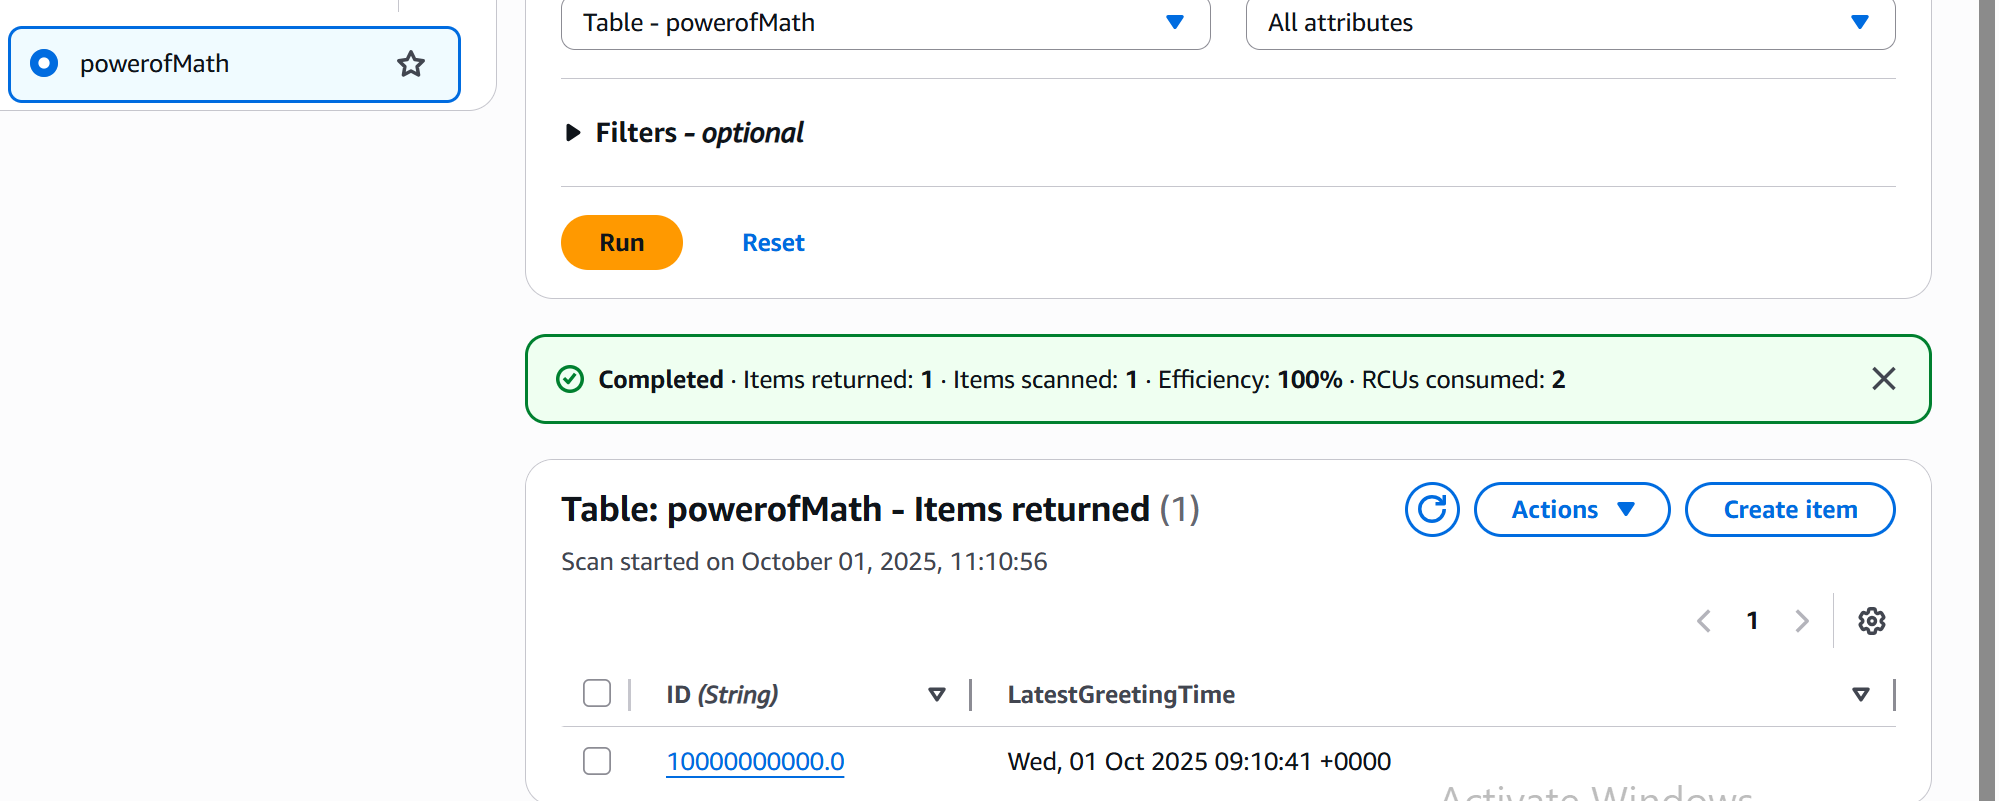 powerofMath
Table - powerofMath
All attributes
Filters - optional
Run
Reset
Completed · Items returned: 1 · Items scanned: 1 · Efficiency: 100% · RCUs consumed: 2
Table: powerofMath - Items returned (1)
Actions
Create item
Scan started on October 01, 2025, 11:10:56
1
ID (String)
LatestGreetingTime
10000000000.0
Wed, 01 Oct 2025 09:10:41 +0000
Activate Windows